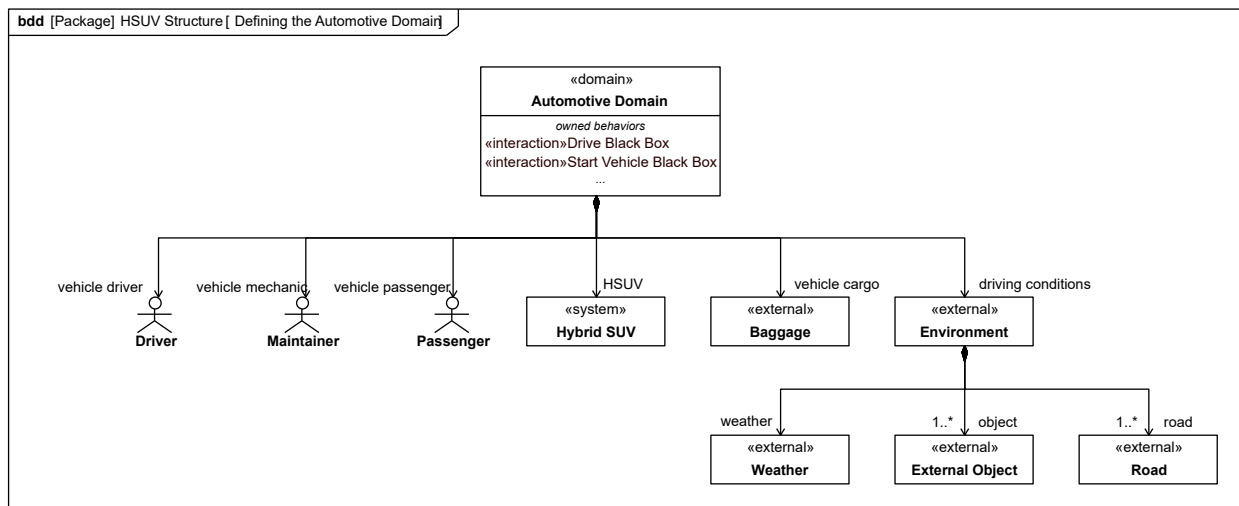 bdd [Package] HSUV Structure [ Defining the Automotive Domain]
«domain»
Automotive Domain
owned behaviors
«interaction»Drive Black Box
«interaction»Start Vehicle Black Box
...
vehicle driver
vehicle mechanic
vehicle passenger
HSUV
vehicle cargo
driving conditions
Driver
Maintainer
Passenger
«system»
Hybrid SUV
«external»
Baggage
«external»
Environment
weather
1..* object
1..* road
«external»
Weather
«external»
External Object
«external»
Road